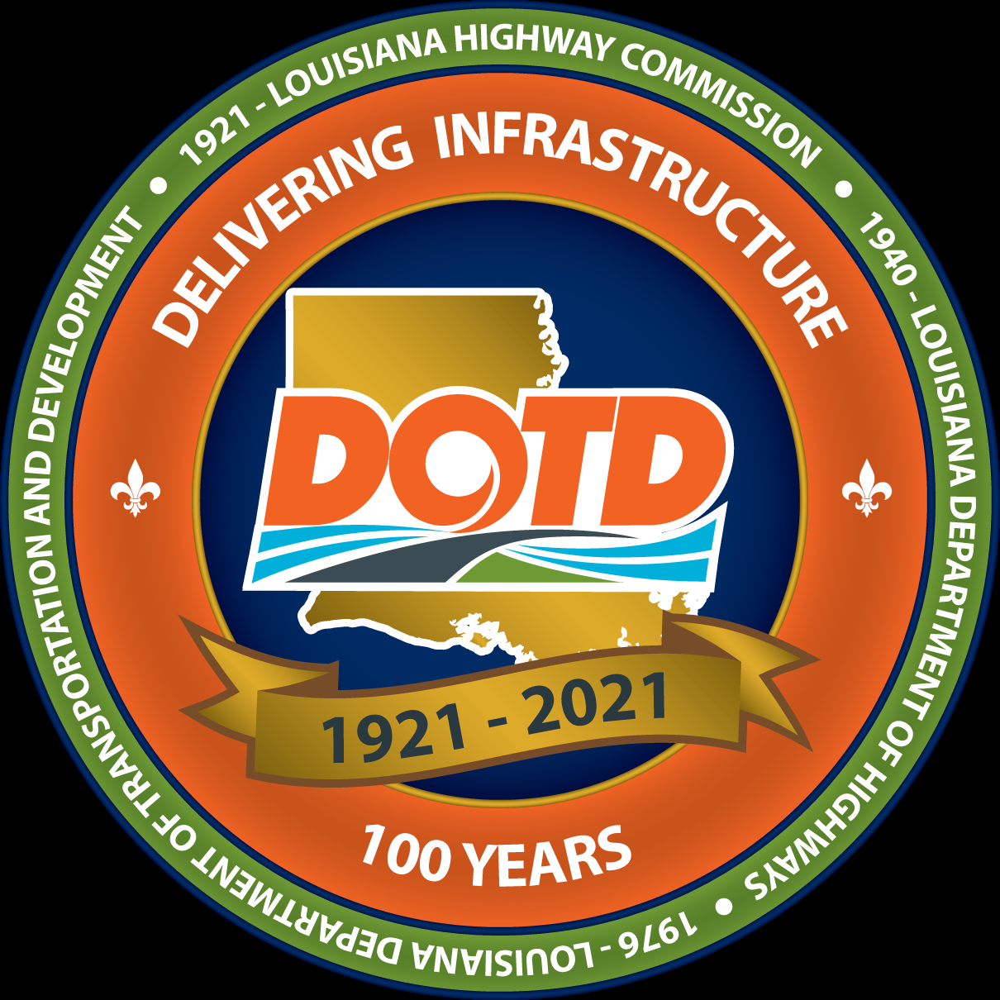 1921 - LOUISIANA HIGHWAY COMMISSION
• 1940 - LOUISIANA DEPARTMENT OF HIGHWAYS
• 1976 - LOUISIANA DEPARTMENT OF TRANSPORTATION AND DEVELOPMENT •
DELIVERING INFRASTRUCTURE
DOTD
1921 - 2021
100 YEARS